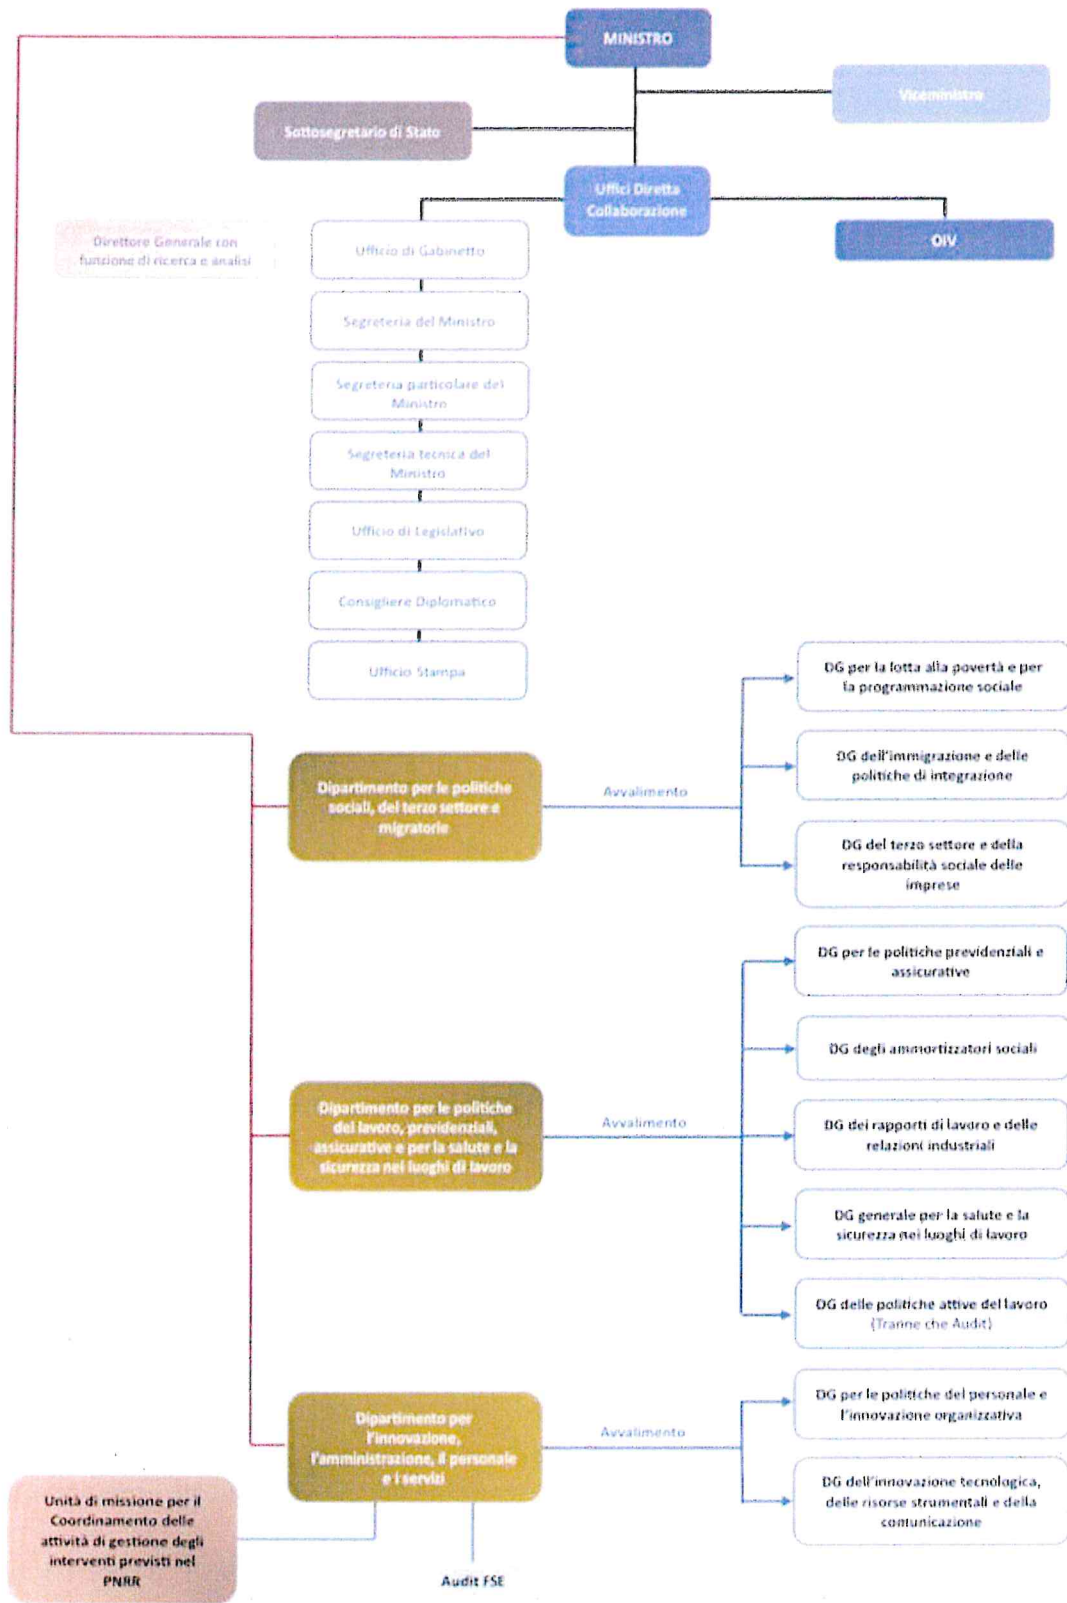 MINISTRO
Viceministro
Sottosegretario di Stato
Uffici Diretta
Collaborazione
OIV
Direttore Generale con
funzione di ricerca e analisi
Ufficio di Gabinetto
Segreteria del Ministro
Segreteria particolare del
Ministro
Segreteria tecnica del
Ministro
Ufficio di Legislativo
Consigliere Diplomatico
Ufficio Stampa
DG per la lotta alla povertà e per
la programmazione sociale
Dipartimento per le politiche
sociali, del terzo settore e
migratorie
Avvalimento
DG dell'immigrazione e delle
politiche di integrazione
DG del terzo settore e della
responsabilità sociale delle
imprese
DG per le politiche previdenziali e
assicurative
DG degli ammortizzatori sociali
Dipartimento per le politiche
del lavoro, previdenziali,
assicurative e per la salute e la
sicurezza nei luoghi di lavoro
Avvalimento
DG dei rapporti di lavoro e delle
relazioni industriali
DG generale per la salute e la
sicurezza nei luoghi di lavoro
DG delle politiche attive del lavoro
(Tranne che Audit)
Dipartimento per
l'innovazione,
l'amministrazione, il personale
e i servizi
Avvalimento
DG per le politiche del personale e
l'innovazione organizzativa
DG dell'innovazione tecnologica,
delle risorse strumentali e della
comunicazione
Unità di missione per il
Coordinamento delle
attività di gestione degli
interventi previsti nel
PNRR
Audit FSE